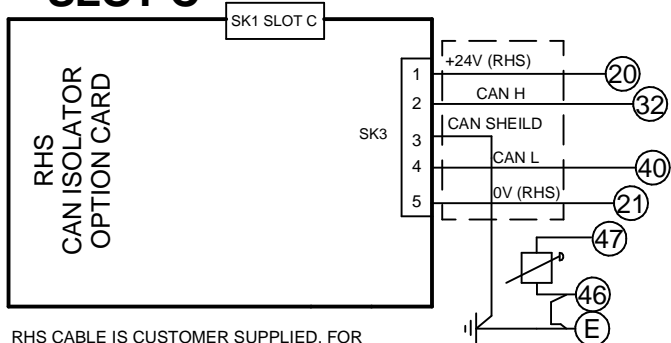 SLOT C
SK1 SLOT C
RHS
CAN ISOLATOR
OPTION CARD
SK3
1
2
3
4
5
+24V (RHS)
CAN H
CAN SHEILD
CAN L
0V (RHS)
20
32
40
21
47
46
E
RHS CABLE IS CUSTOMER SUPPLIED. FOR